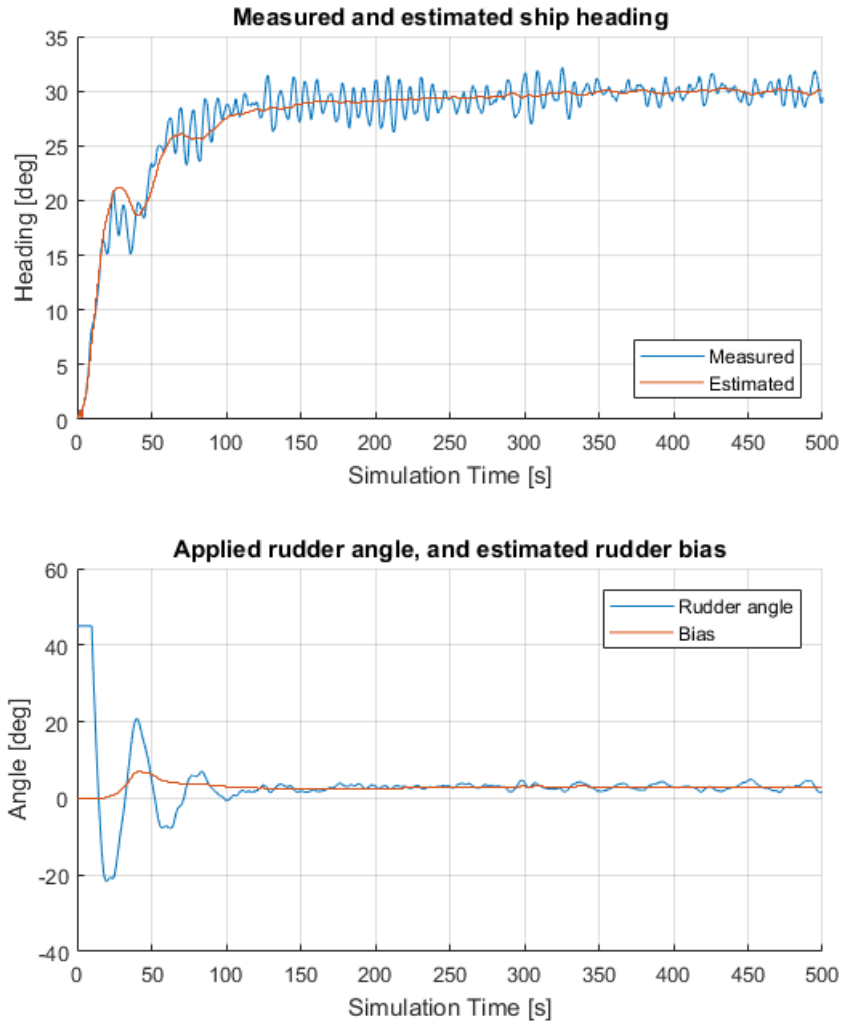 Measured and estimated ship heading
35
30
25
20
15
10
5
0
Heading [deg]
Measured
Estimated
0 50 100 150 200 250 300 350 400 450 500
Simulation Time [s]
Applied rudder angle, and estimated rudder bias
60
40
20
0
-20
-40
Angle [deg]
Rudder angle
Bias
0 50 100 150 200 250 300 350 400 450 500
Simulation Time [s]